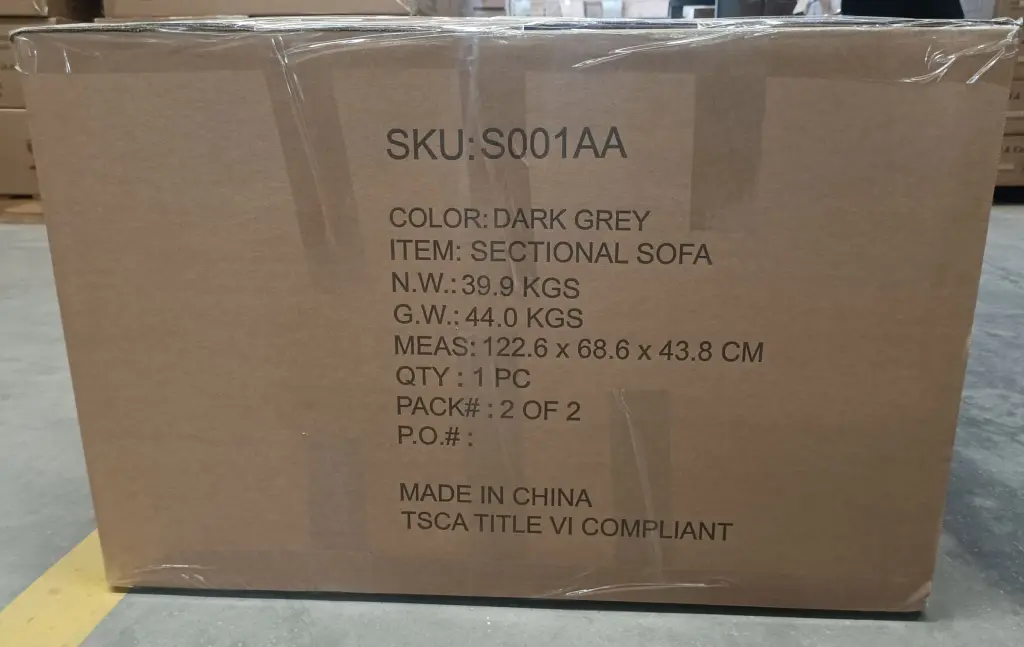 SKU:S001AA
COLOR: DARK GREY
ITEM: SECTIONAL SOFA
N.W.: 39.9 KGS
G.W.: 44.0 KGS
MEAS: 122.6 x 68.6 x 43.8 CM
QTY : 1 PC
PACK# : 2 OF 2
P.O.# :
MADE IN CHINA
TSCA TITLE VI COMPLIANT